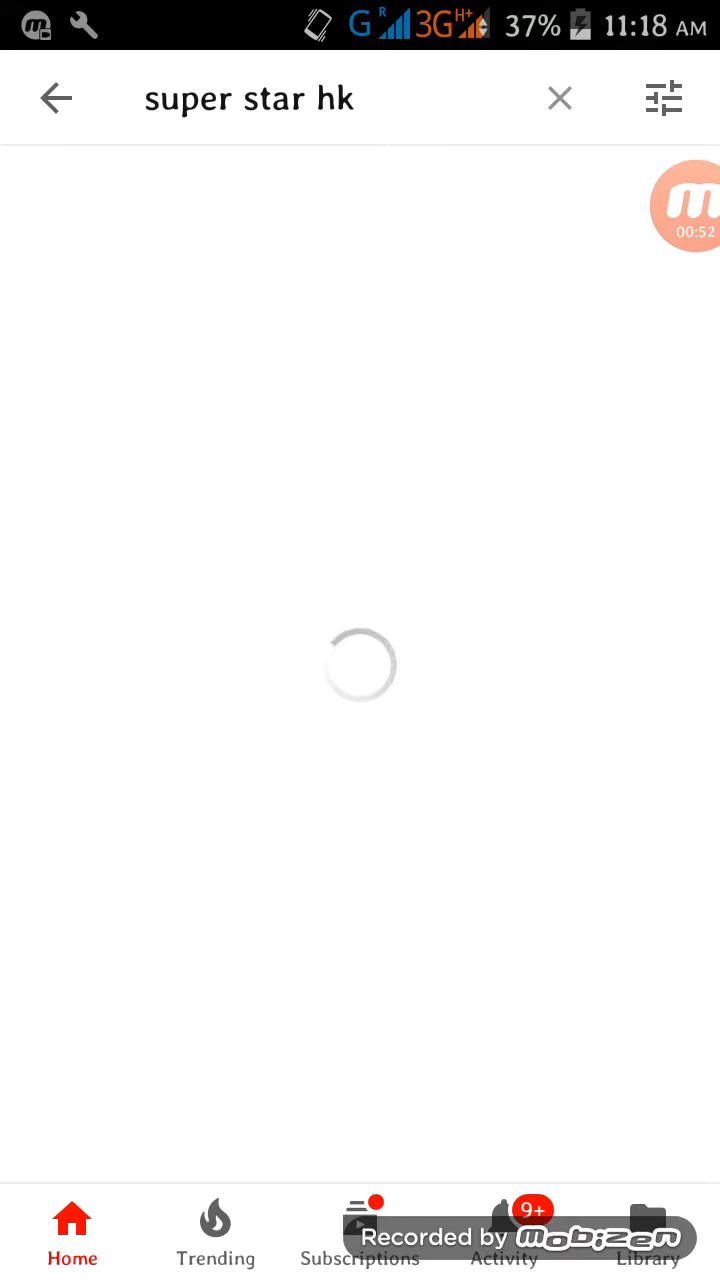 G R 3G H+ 37% 11:18 AM
super star hk
m
00:52
9+
Recorded by mobizen
Home Trending Subscriptions Activity Library